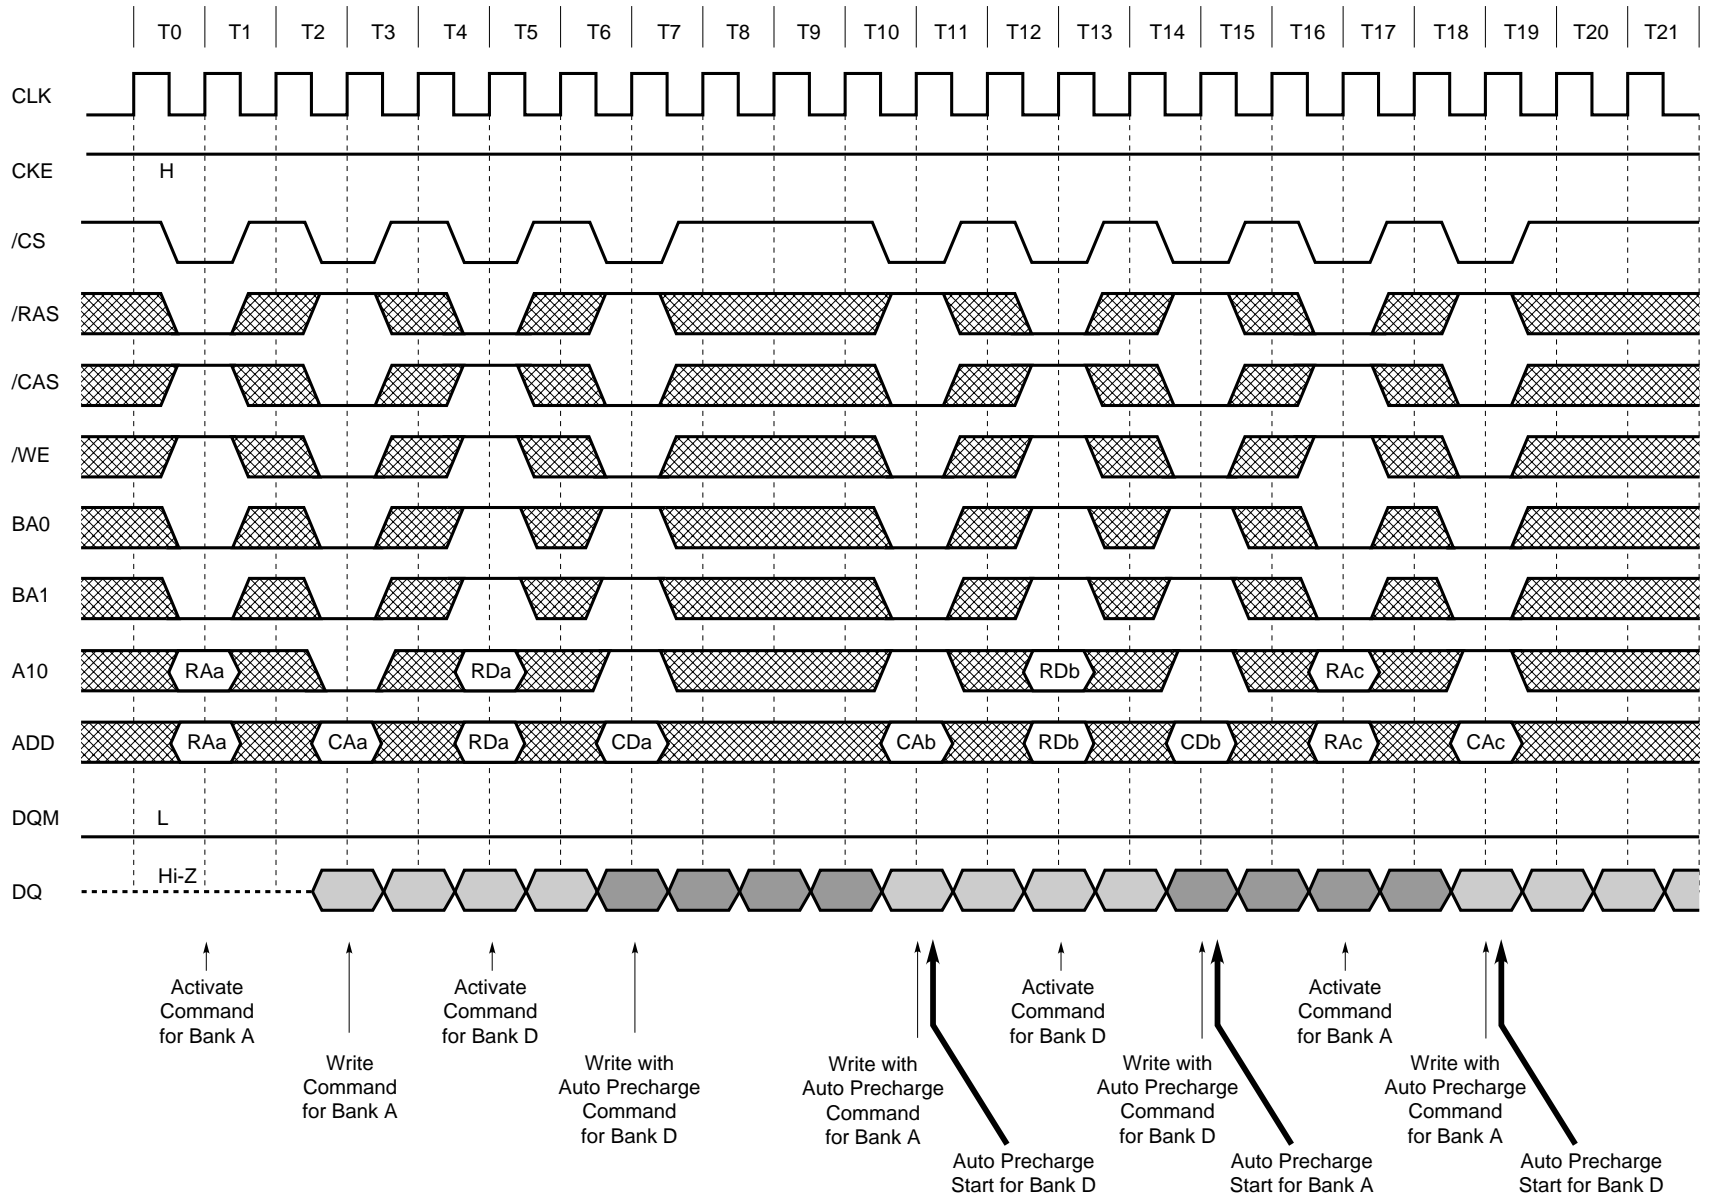 T0 T1 T2 T3 T4 T5 T6 T7 T8 T9 T10 T11 T12 T13 T14 T15 T16 T17 T18 T19 T20 T21
CLK
CKE H
/CS
/RAS
/CAS
/WE
BA0
BA1
A10 RAa RDa RDb RAc
ADD RAa CAa RDa CDa CAb RDb CDb RAc CAc
DQM L
DQ Hi-Z
Activate
Command
for Bank A
Write
Command
for Bank A
Activate
Command
for Bank D
Write with
Auto Precharge
Command
for Bank D
Write with
Auto Precharge
Command
for Bank A
Auto Precharge
Start for Bank D
Activate
Command
for Bank D
Write with
Auto Precharge
Command
for Bank D
Auto Precharge
Start for Bank A
Activate
Command
for Bank A
Write with
Auto Precharge
Command
for Bank A
Auto Precharge
Start for Bank D